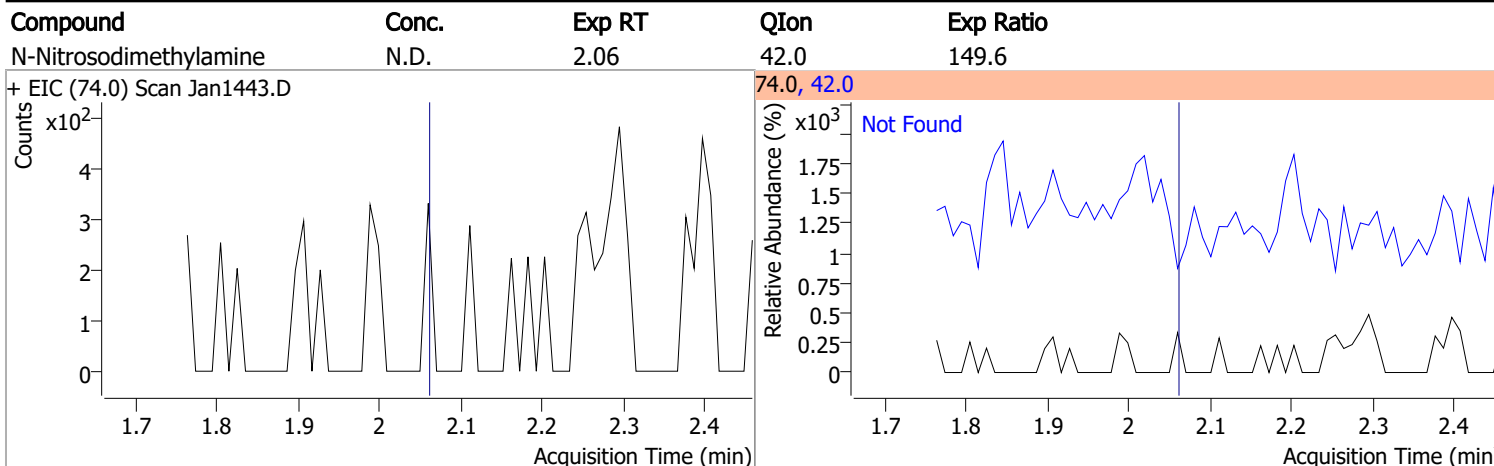 Compound Conc. Exp RT QIon Exp Ratio
N-Nitrosodimethylamine N.D. 2.06 42.0 149.6
+ EIC (74.0) Scan Jan1443.D
Counts
x10²
4
3
2
1
0
1.7 1.8 1.9 2 2.1 2.2 2.3 2.4
Acquisition Time (min)
74.0, 42.0
Relative Abundance (%)
x10³
Not Found
1.75
1.5
1.25
1
0.75
0.5
0.25
0
1.7 1.8 1.9 2 2.1 2.2 2.3 2.4
Acquisition Time (min